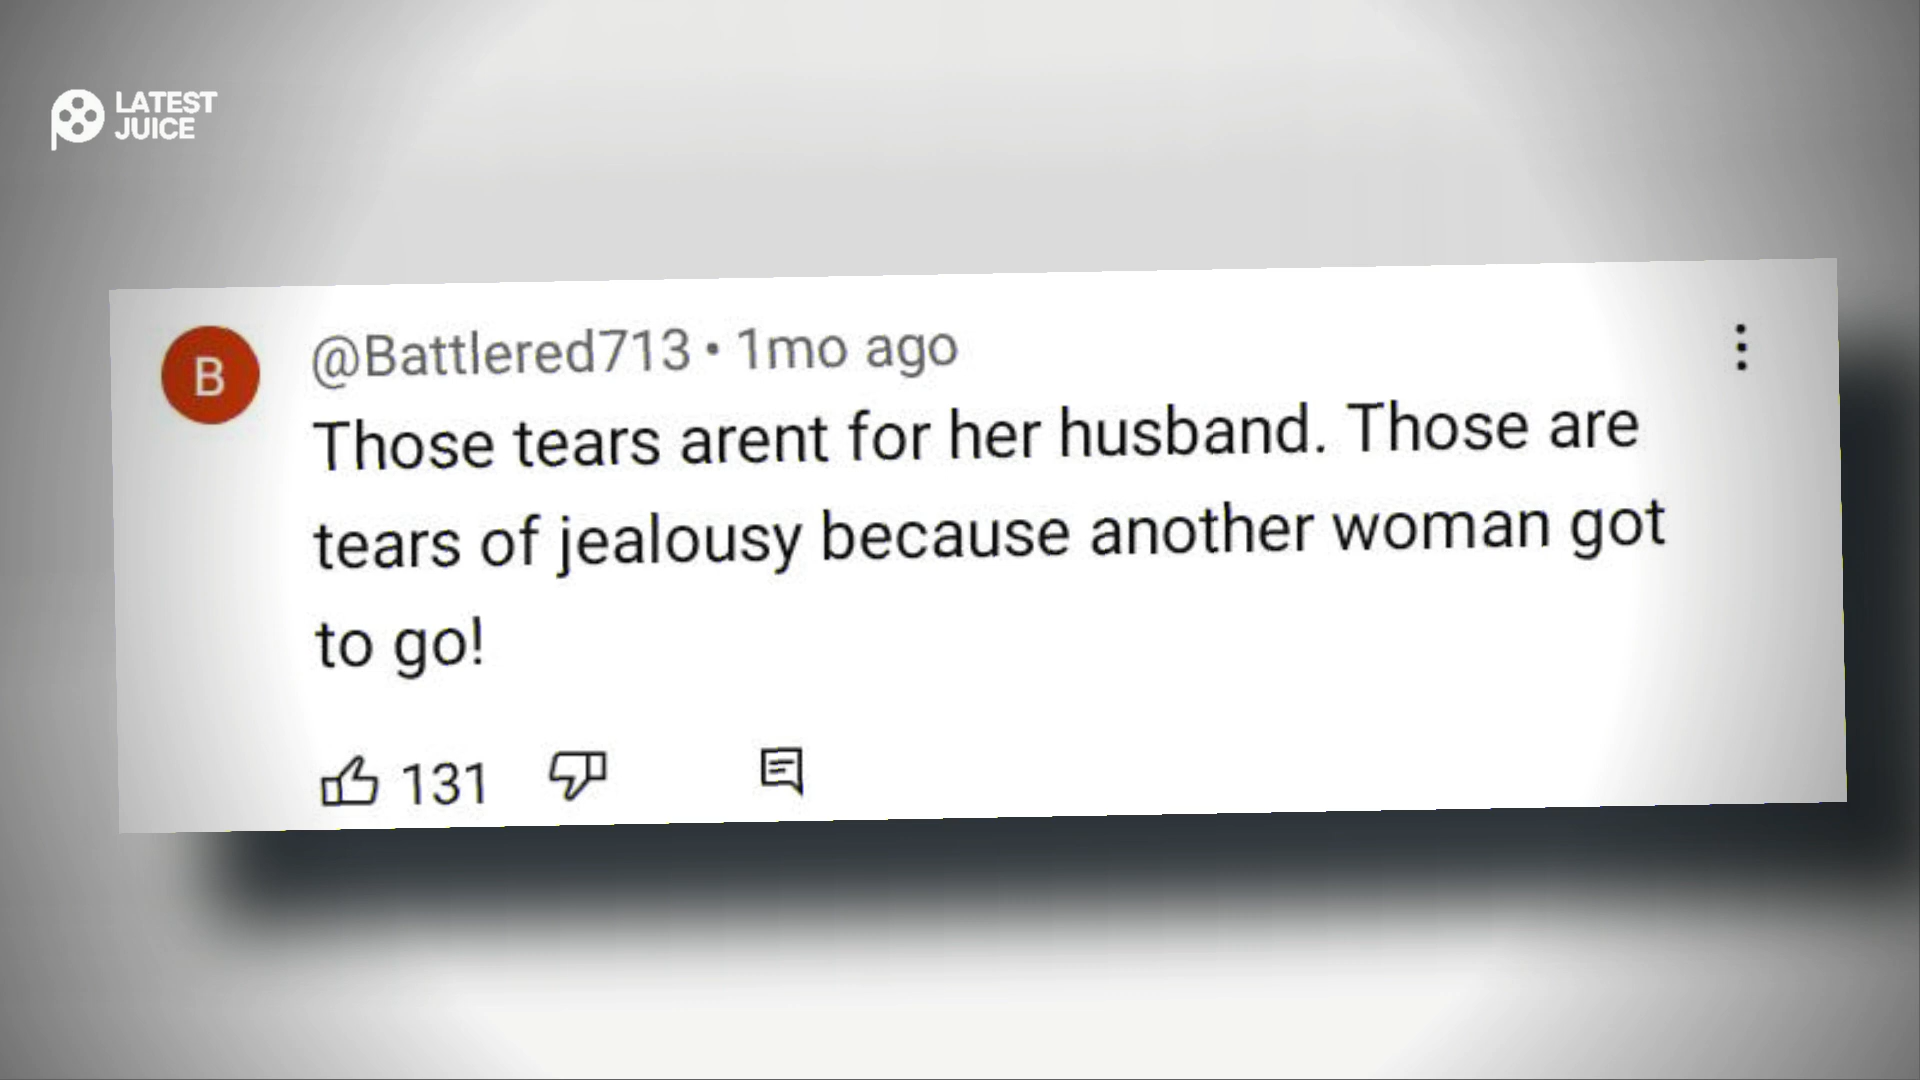 LATEST
JUICE
B
@Battlered713 • 1mo ago
Those tears arent for her husband. Those are
tears of jealousy because another woman got
to go!
131